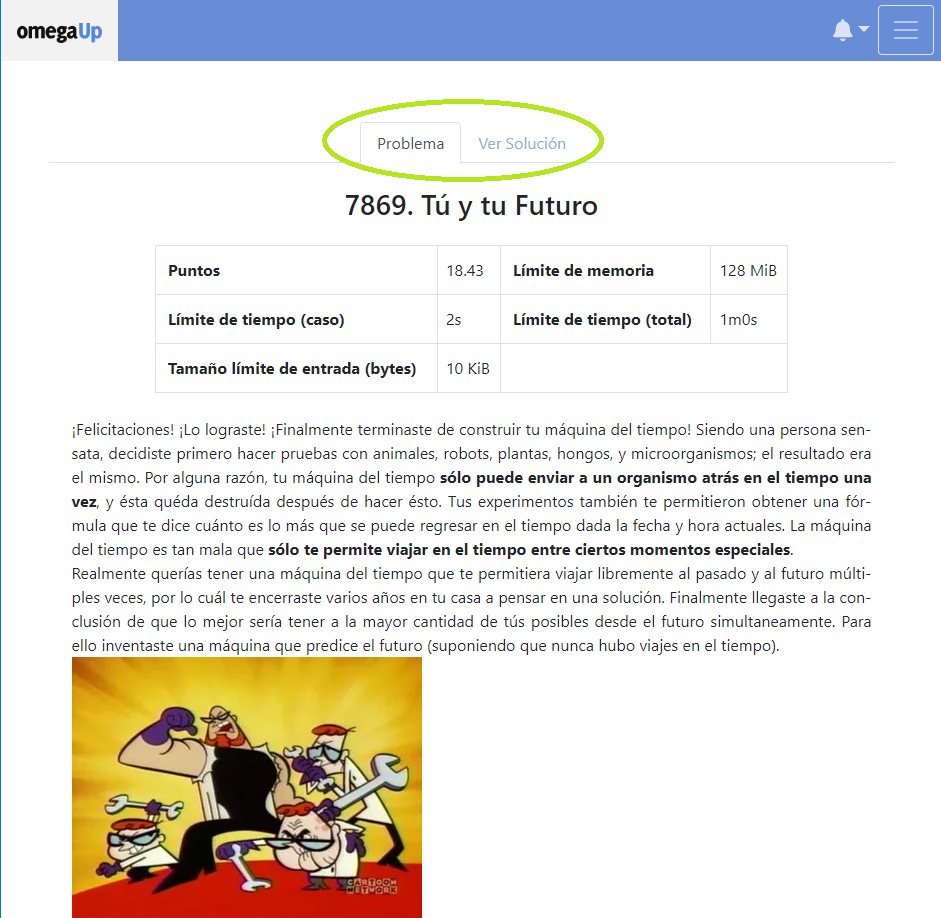 omegaUp
Problema Ver Solución
7869. Tú y tu Futuro
Puntos 18.43 Límite de memoria 128 MiB
Límite de tiempo (caso) 2s Límite de tiempo (total) 1m0s
Tamaño límite de entrada (bytes) 10 KiB
¡Felicitaciones! ¡Lo lograste! ¡Finalmente terminaste de construir tu máquina del tiempo! Siendo una persona sen-
sata, decidiste primero hacer pruebas con animales, robots, plantas, hongos, y microorganismos; el resultado era
el mismo. Por alguna razón, tu máquina del tiempo sólo puede enviar a un organismo atrás en el tiempo una
vez, y ésta quéda destruída después de hacer ésto. Tus experimentos también te permitieron obtener una fór-
mula que te dice cuánto es lo más que se puede regresar en el tiempo dada la fecha y hora actuales. La máquina
del tiempo es tan mala que sólo te permite viajar en el tiempo entre ciertos momentos especiales.
Realmente querías tener una máquina del tiempo que te permitiera viajar libremente al pasado y al futuro múlti-
ples veces, por lo cuál te encerraste varios años en tu casa a pensar en una solución. Finalmente llegaste a la con-
clusión de que lo mejor sería tener a la mayor cantidad de tús posibles desde el futuro simultaneamente. Para
ello inventaste una máquina que predice el futuro (suponiendo que nunca hubo viajes en el tiempo).
CARTOON
NETWORK